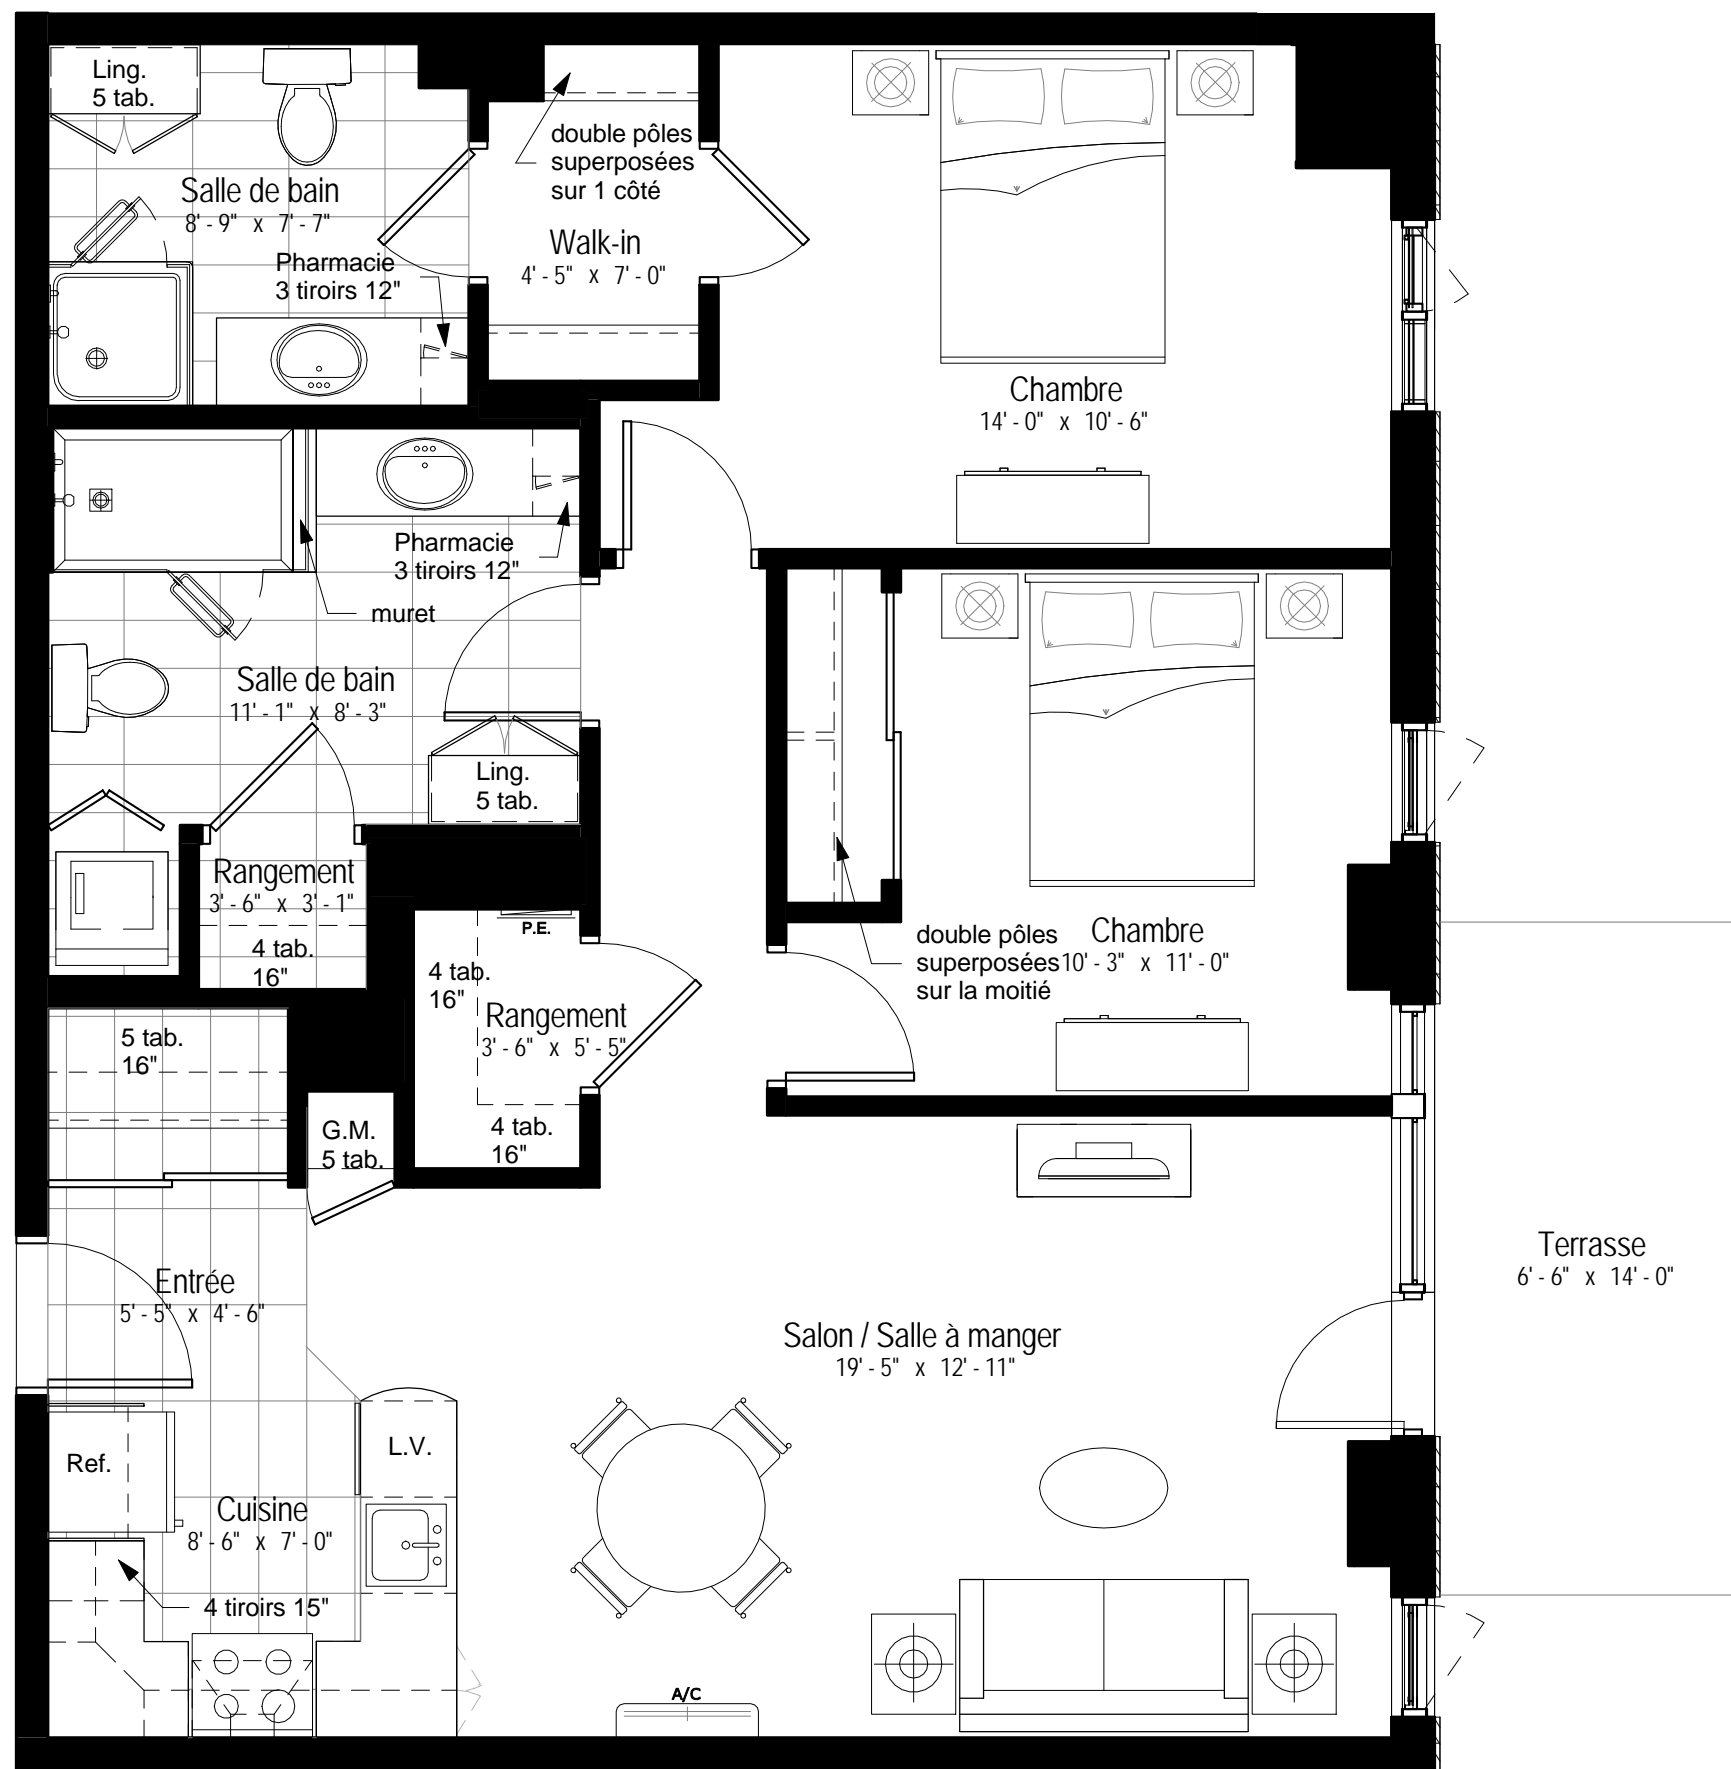 Ling.
5 tab.
Salle de bain
8' - 9" x 7' - 7"
Pharmacie
3 tiroirs 12"
double pôles
superposées
sur 1 côté
Walk-in
4' - 5" x 7' - 0"
Chambre
14' - 0" x 10' - 6"
Pharmacie
3 tiroirs 12"
muret
Salle de bain
11' - 1" x 8' - 3"
Ling.
5 tab.
Rangement
3' - 6" x 3' - 1"
4 tab.
16"
P.E.
4 tab.
16"
Rangement
3' - 6" x 5' - 5"
4 tab.
16"
double pôles
superposées
sur la moitié
Chambre
10' - 3" x 11' - 0"
5 tab.
16"
G.M.
5 tab.
Entrée
5' - 5" x 4' - 6"
Salon / Salle à manger
19' - 5" x 12' - 11"
Terrasse
6' - 6" x 14' - 0"
Ref.
L.V.
Cuisine
8' - 6" x 7' - 0"
4 tiroirs 15"
A/C